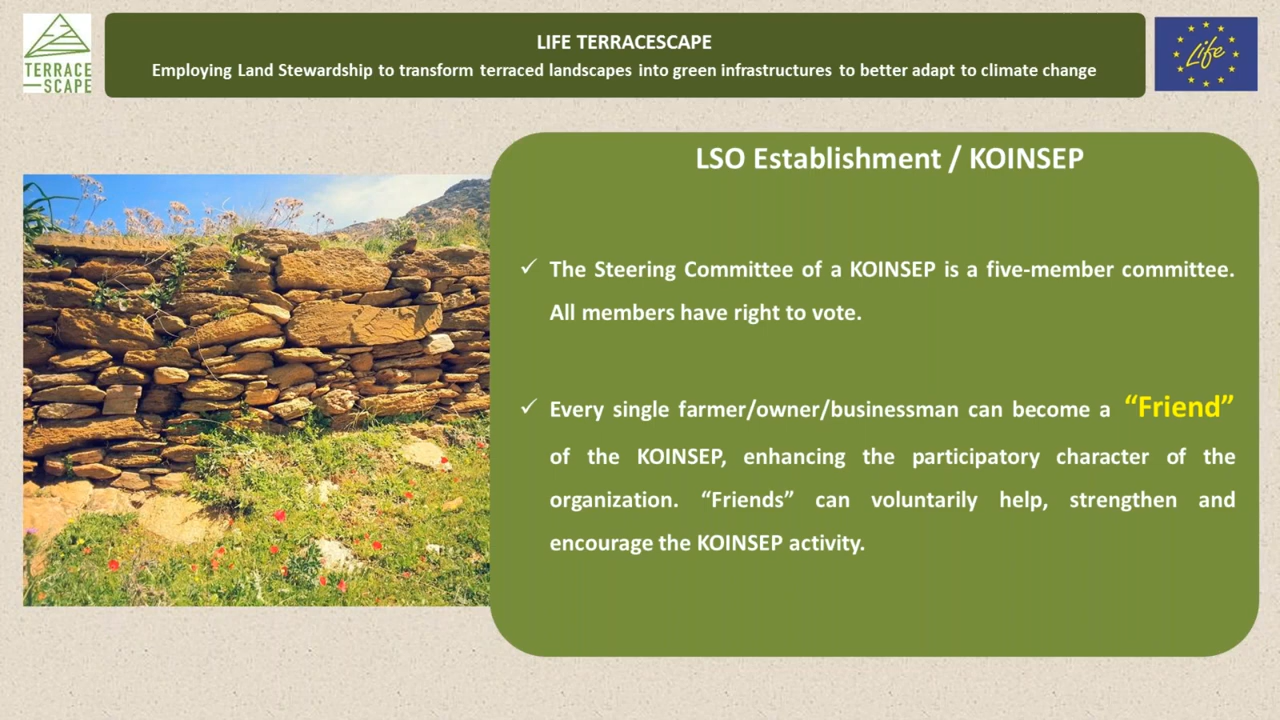 TERRACE
SCAPE
LIFE TERRACESCAPE
Employing Land Stewardship to transform terraced landscapes into green infrastructures to better adapt to climate change
Life
LSO Establishment / KOINSEP
✓ The Steering Committee of a KOINSEP is a five-member committee.
All members have right to vote.
✓ Every single farmer/owner/businessman can become a “Friend”
of the KOINSEP, enhancing the participatory character of the
organization. “Friends” can voluntarily help, strengthen and
encourage the KOINSEP activity.